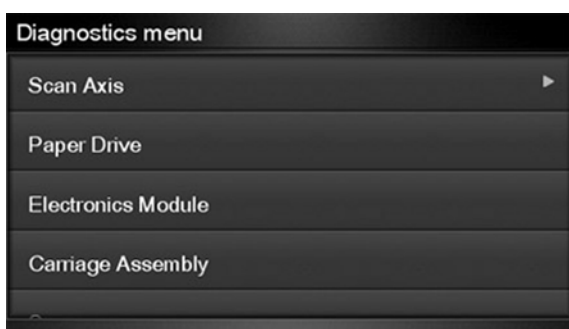 Diagnostics menu
Scan Axis
Paper Drive
Electronics Module
Carriage Assembly